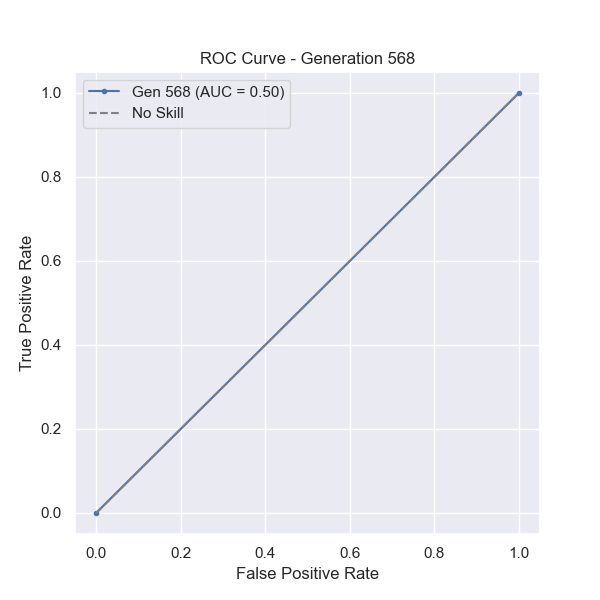 ROC Curve - Generation 568
Gen 568 (AUC = 0.50)
No Skill
True Positive Rate
1.0
0.8
0.6
0.4
0.2
0.0
0.0 0.2 0.4 0.6 0.8 1.0
False Positive Rate